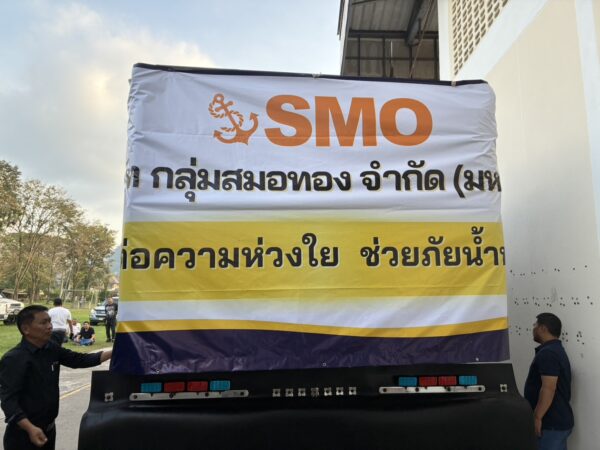 SMO
กลุ่มสมอทอง จำกัด (มห
่อความห่วงใย ช่วยภัยน้ำ